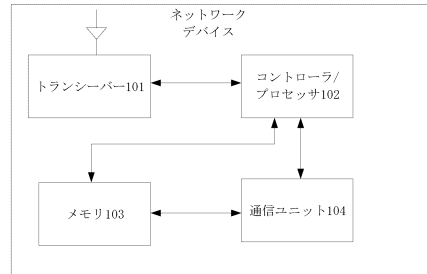 ネットワーク
デバイス
トランシーバー101
コントローラ/
プロセッサ102
メモリ103
通信ユニット104